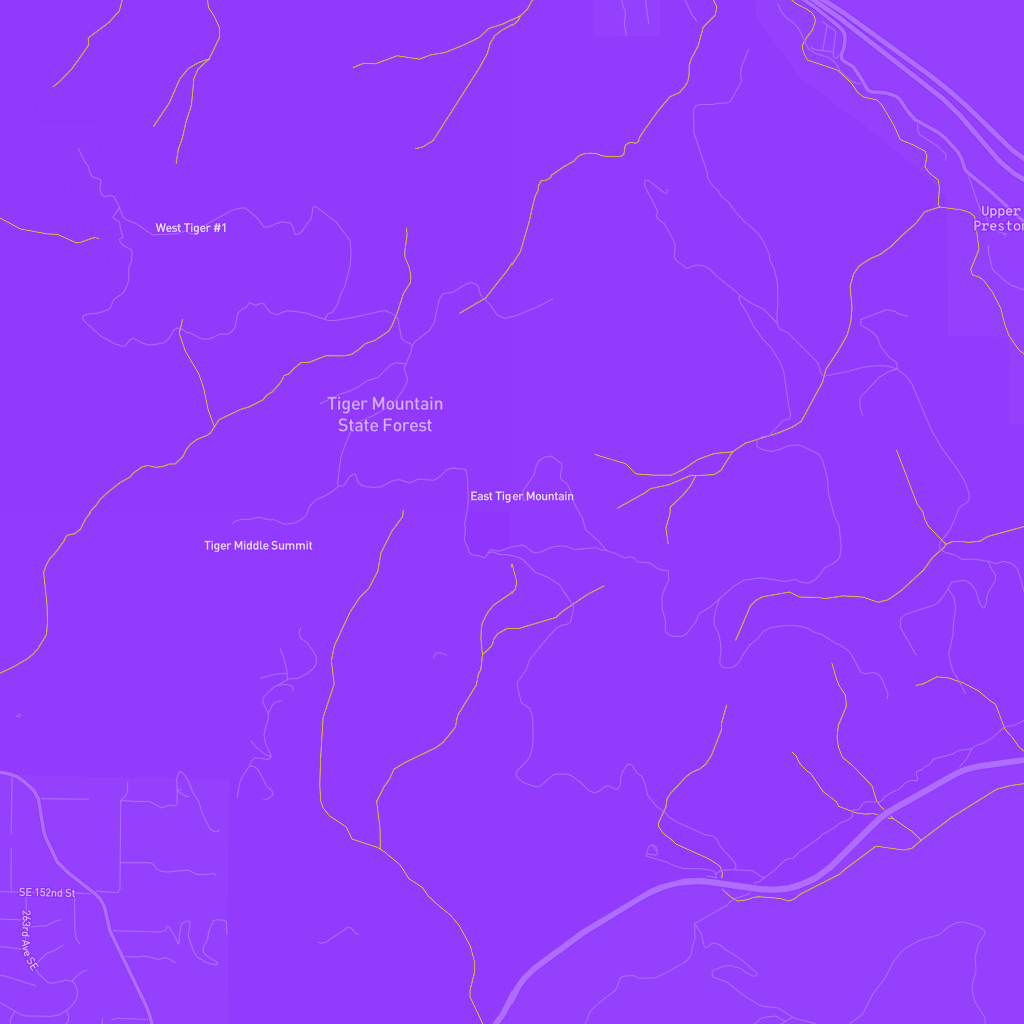 Upper
Preston
West Tiger #1
Tiger Mountain
State Forest
East Tiger Mountain
Tiger Middle Summit
SE 152nd St
263rd Ave SE